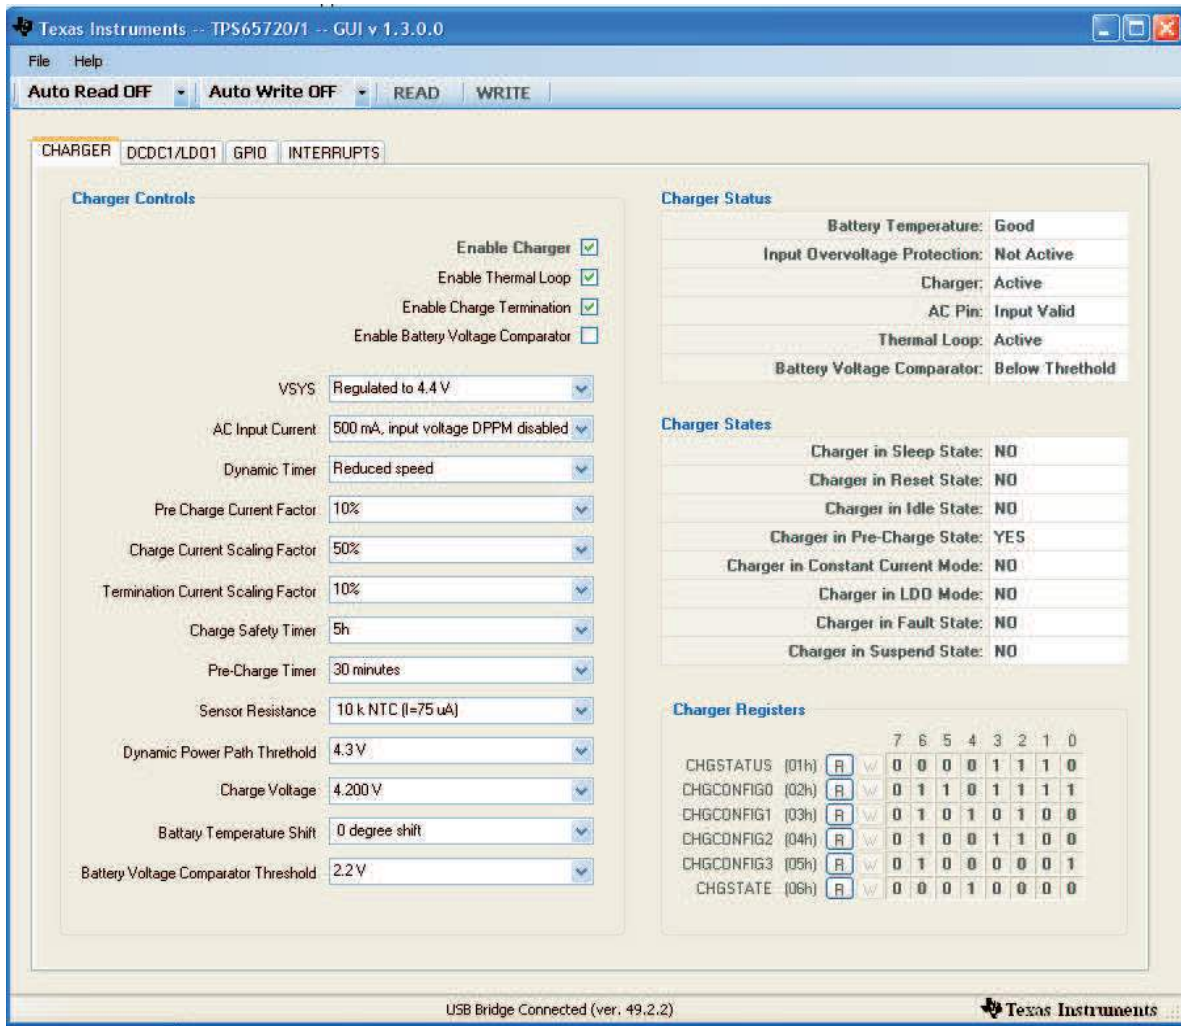 Texas Instruments -- TPS65720/1 -- GUI v 1.3.0.0
File Help
Auto Read OFF Auto Write OFF READ WRITE
CHARGER DCDC1/LDO1 GPIO INTERRUPTS
Charger Controls
Enable Charger
Enable Thermal Loop
Enable Charge Termination
Enable Battery Voltage Comparator
VSYS Regulated to 4.4 V
AC Input Current 500 mA, input voltage DPPM disabled
Dynamic Timer Reduced speed
Pre Charge Current Factor 10%
Charge Current Scaling Factor 50%
Termination Current Scaling Factor 10%
Charge Safety Timer 5h
Pre-Charge Timer 30 minutes
Sensor Resistance 10 k NTC (I=75 uA)
Dynamic Power Path Threthold 4.3 V
Charge Voltage 4.200 V
Battary Temperature Shift 0 degree shift
Battery Voltage Comparator Threshold 2.2 V
Charger Status
Battery Temperature: Good
Input Overvoltage Protection: Not Active
Charger: Active
AC Pin: Input Valid
Thermal Loop: Active
Battery Voltage Comparator: Below Threthold
Charger States
Charger in Sleep State: NO
Charger in Reset State: NO
Charger in Idle State: NO
Charger in Pre-Charge State: YES
Charger in Constant Current Mode: NO
Charger in LDO Mode: NO
Charger in Fault State: NO
Charger in Suspend State: NO
Charger Registers
7 6 5 4 3 2 1 0
CHGSTATUS (01h) R W 0 0 0 0 1 1 1 0
CHGCONFIG0 (02h) R W 0 1 1 0 1 1 1 1
CHGCONFIG1 (03h) R W 0 1 0 1 0 1 0 0
CHGCONFIG2 (04h) R W 0 1 0 0 1 1 0 0
CHGCONFIG3 (05h) R W 0 1 0 0 0 0 0 1
CHGSTATE (06h) R W 0 0 0 1 0 0 0 0
USB Bridge Connected (ver. 49.2.2)
Texas Instruments